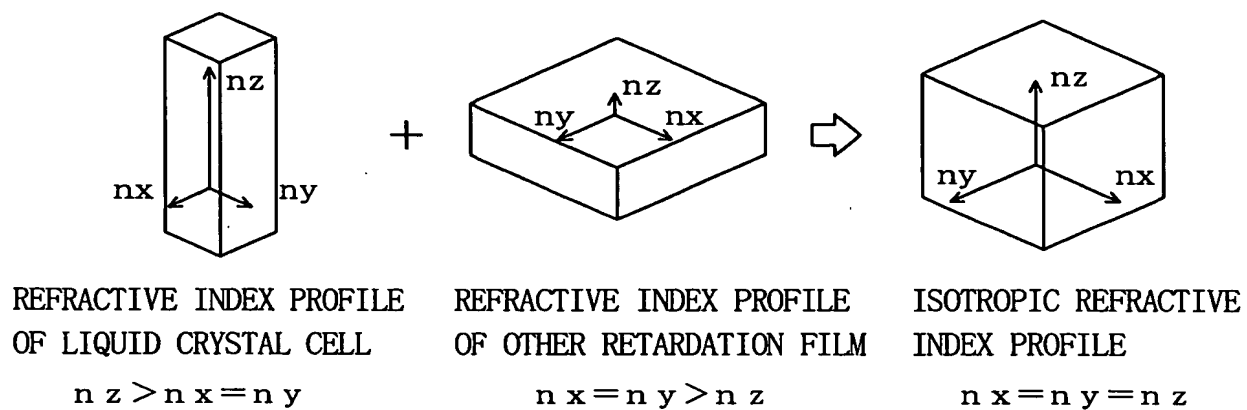 nz
nx
ny
+
nz
ny
nx
nz
ny
nx
REFRACTIVE INDEX PROFILE
OF LIQUID CRYSTAL CELL
nz>nx=ny
REFRACTIVE INDEX PROFILE
OF OTHER RETARDATION FILM
nx=ny>nz
ISOTROPIC REFRACTIVE
INDEX PROFILE
nx=ny=nz